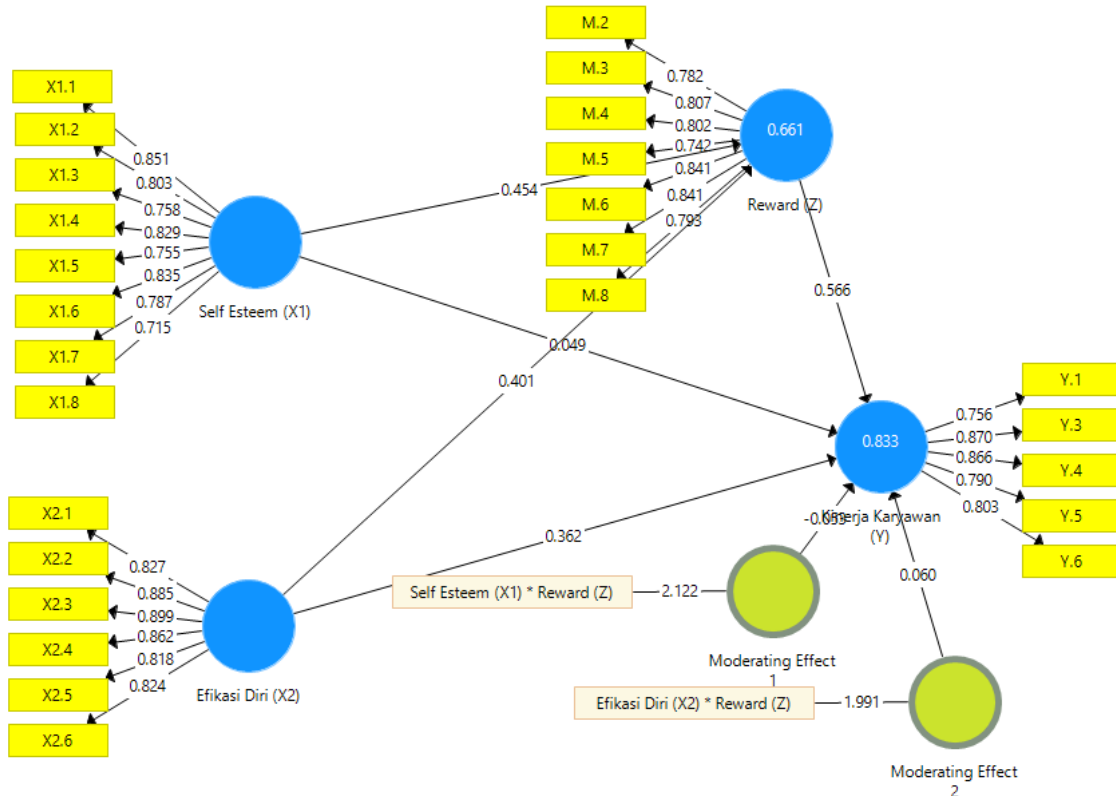 M.2
M.3
M.4
M.5
M.6
M.7
M.8
0.782
0.807
0.802
0.742
0.841
0.841
0.793
0.661
Reward (Z)
X1.1
X1.2
X1.3
X1.4
X1.5
X1.6
X1.7
X1.8
0.851
0.803
0.758
0.829
0.755
0.835
0.787
0.715
Self Esteem (X1)
0.454
0.049
0.401
0.566
0.362
X2.1
X2.2
X2.3
X2.4
X2.5
X2.6
0.827
0.885
0.899
0.862
0.818
0.824
Efikasi Diri (X2)
0.833
Kinerja Karyawan
(Y)
0.756
0.870
0.866
0.790
0.803
Y.1
Y.3
Y.4
Y.5
Y.6
-0.053
0.060
Self Esteem (X1) * Reward (Z)
2.122
Moderating Effect
1
Efikasi Diri (X2) * Reward (Z)
1.991
Moderating Effect
2